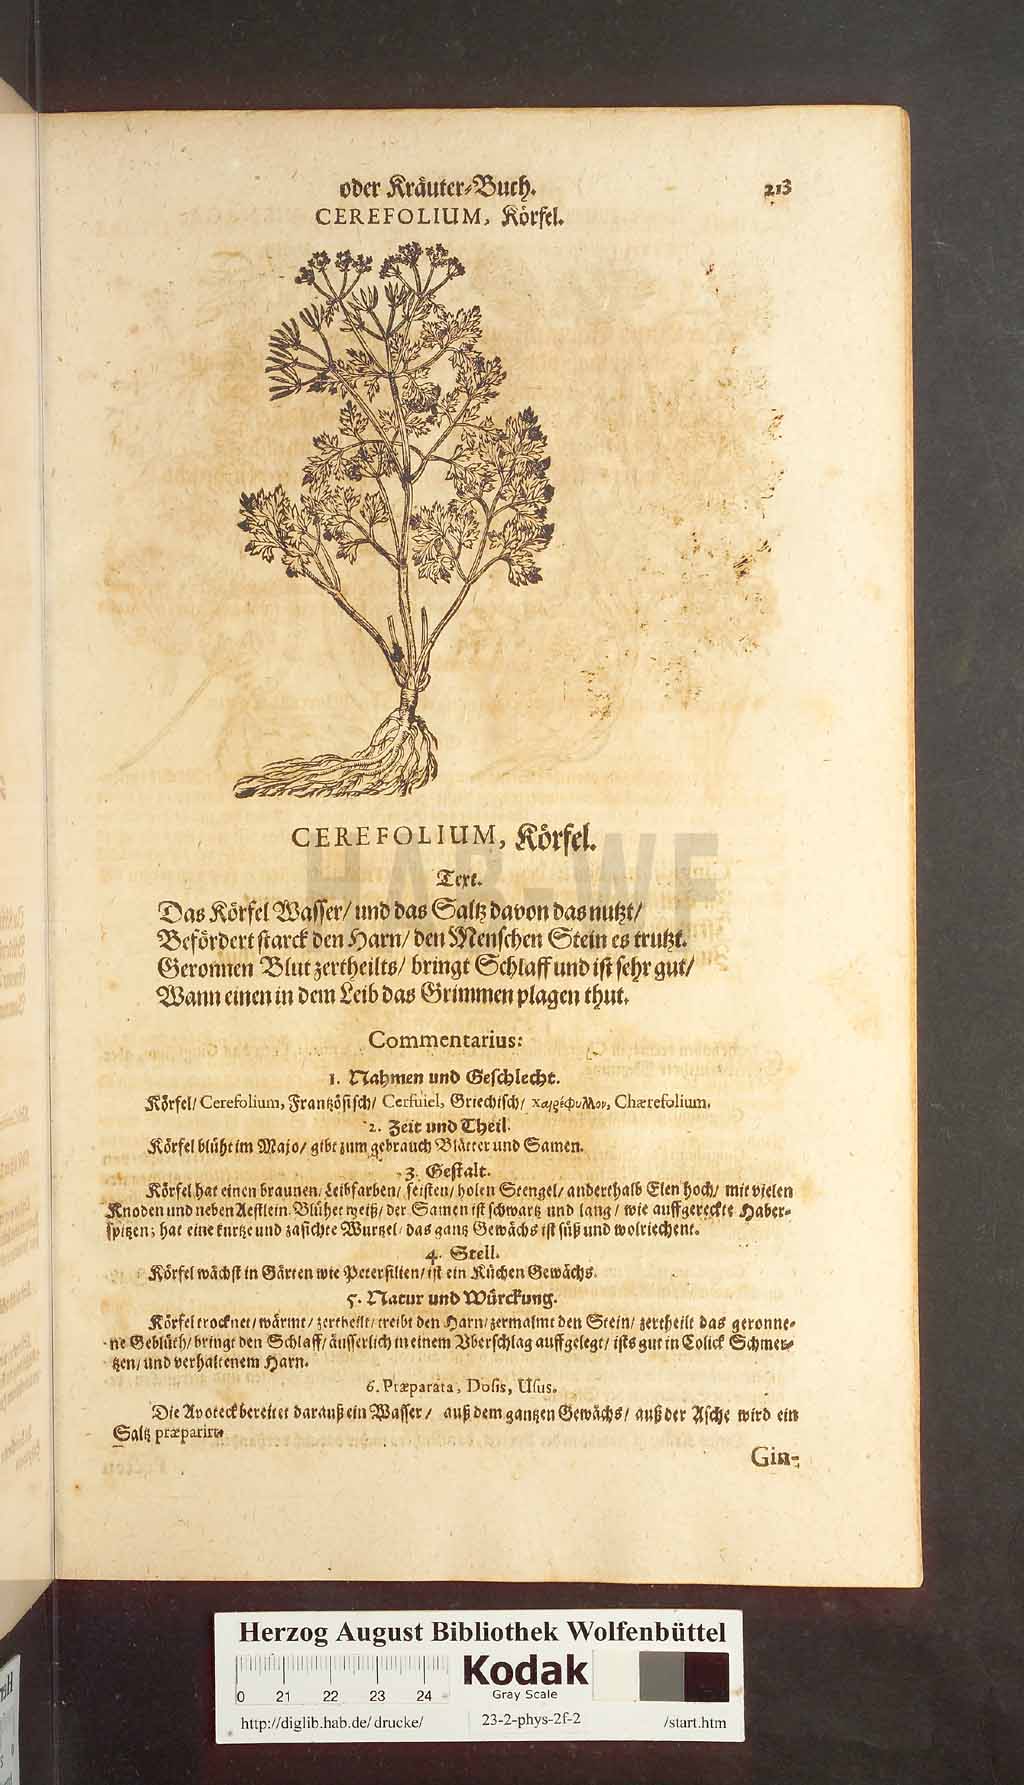 oder Kräuter-Buch. 213
CEREFOLIUM, Körfel.
CEREFOLIUM, Körfel.
HAB-WF
Text.
Das Körfel Wasser/ und das Saltz davon das nutzt/
Befördert starck den Harn/ den Menschen Stein es trutzt.
Geronnen Blut zertheilts/ bringt Schlaff und ist sehr gut/
Wann einen in dem Leib das Grimmen plagen thut.
Commentarius:
1. Nahmen und Geschlecht.
Körfel/ Cerefolium, Frantzösisch/ Cerfuiel, Griechisch/ χαιρέφυλλον, Chærefolium.
2. Zeit und Theil.
Körfel blüht im Majo/ gibt zum gebrauch Blätter und Samen.
3. Gestalt.
Körfel hat einen braunen/ Leibfarben/ feisten/ holen Stengel/ anderthalb Elen hoch/ mit vielen
Knoden und neben Aestlein. Blühet weiß/ der Samen ist schwartz und lang/ wie auffgereckte Haber-
spitzen; hat eine kurtze und zasichte Wurtzel/ das gantz Gewächs ist süß und wolriechent.
4. Stell.
Körfel wächst in Gärten wie Petersilien/ ist ein Küchen Gewächs.
5. Natur und Würckung.
Körfel trocknet/ wärmt/ zertheilt/ treibt den Harn/ zermalmt den Stein/ zertheilt das geronne-
ne Geblüth/ bringt den Schlaff/ äusserlich in einem Uberschlag auffgelegt/ ists gut in Colick Schmer-
tzen/ und verhaltenem Harn.
6. Præparata, Dosis, Usus.
Die Apoteck bereitet darauß ein Wasser/ auß dem gantzen Gewächs/ auß der Asche wird ein
Saltz præparirt.
Gin-
Herzog August Bibliothek Wolfenbüttel
0 21 22 23 24
Kodak
Gray Scale
http://diglib.hab.de/drucke/ 23-2-phys-2f-2 /start.htm